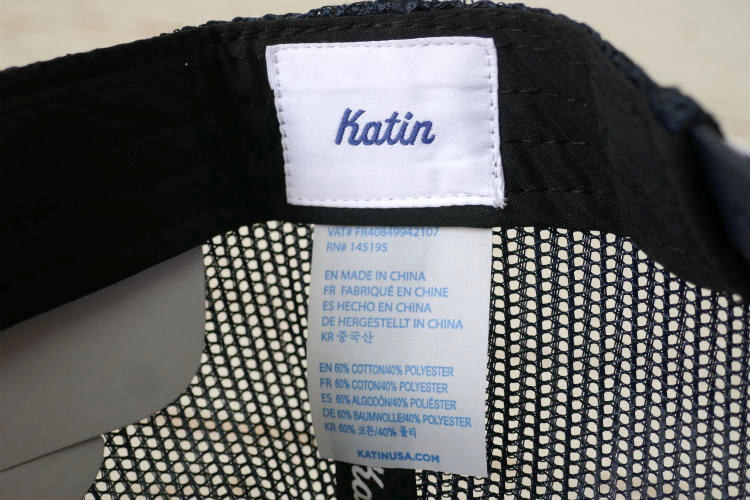 Katin
VAT# FR40849942107
RN# 145195
EN MADE IN CHINA
FR FABRIQUÉ EN CHINE
ES HECHO EN CHINA
DE HERGESTELLT IN CHINA
KR 중국산
EN 60% COTTON/40% POLYESTER
FR 60% COTON/40% POLYESTER
ES 60% ALGODÓN/40% POLIÉSTER
DE 60% BAUMWOLLE/40% POLYESTER
KR 60% 코튼/40% 폴리
KATINUSA.COM